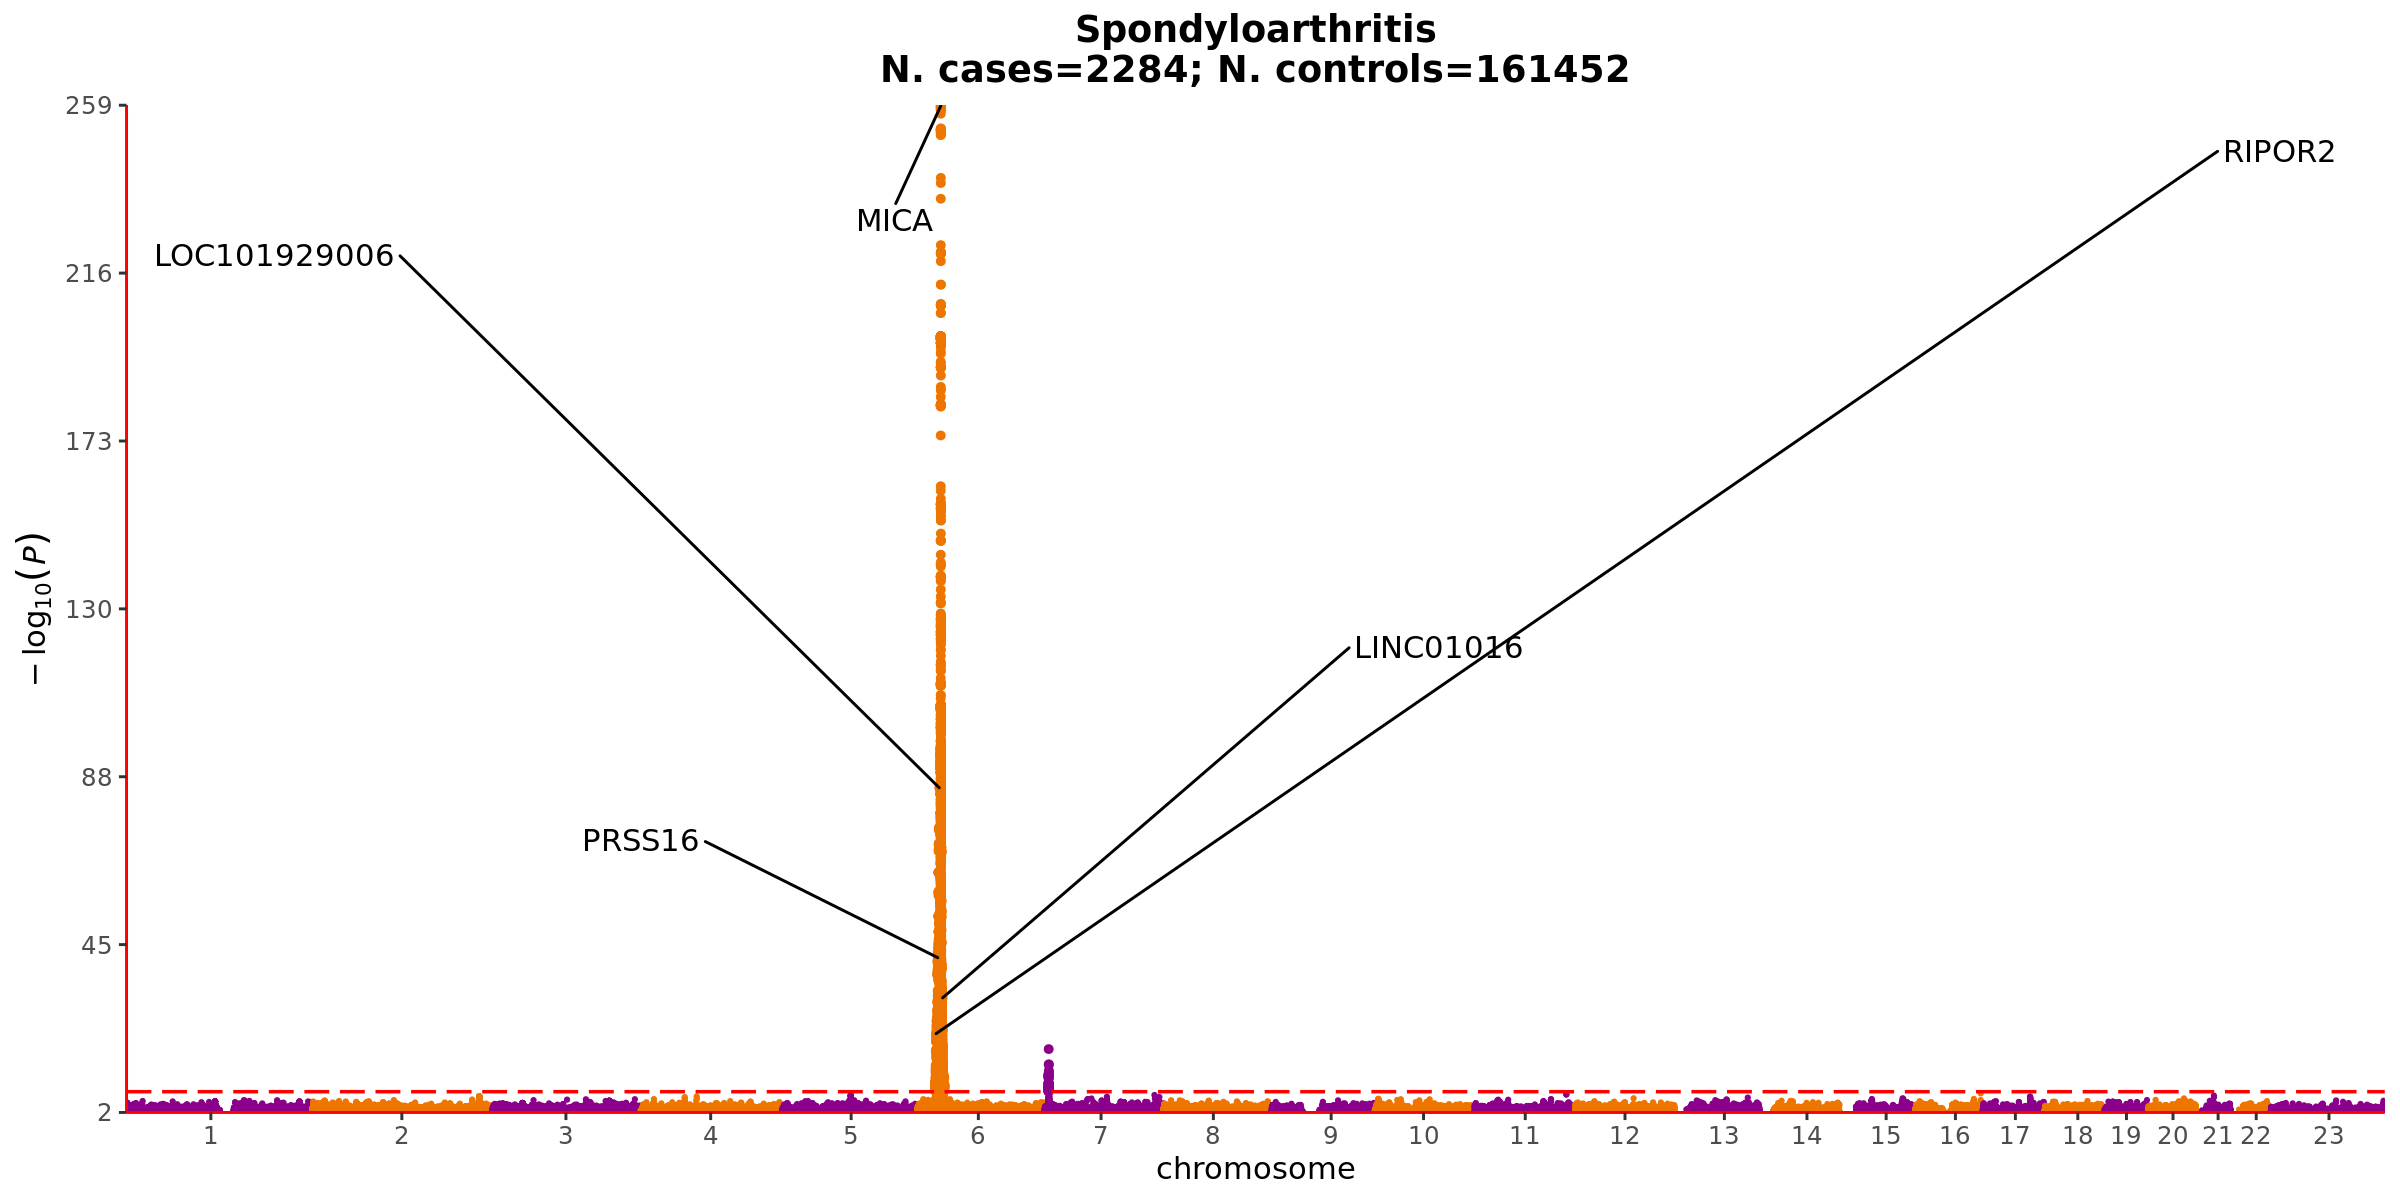 Spondyloarthritis
N. cases=2284; N. controls=161452
259
216
173
130
88
45
2
− log10(P)
MICA
RIPOR2
LOC101929006
LINC01016
PRSS16
1 2 3 4 5 6 7 8 9 10 11 12 13 14 15 16 17 18 19 20 21 22 23
chromosome